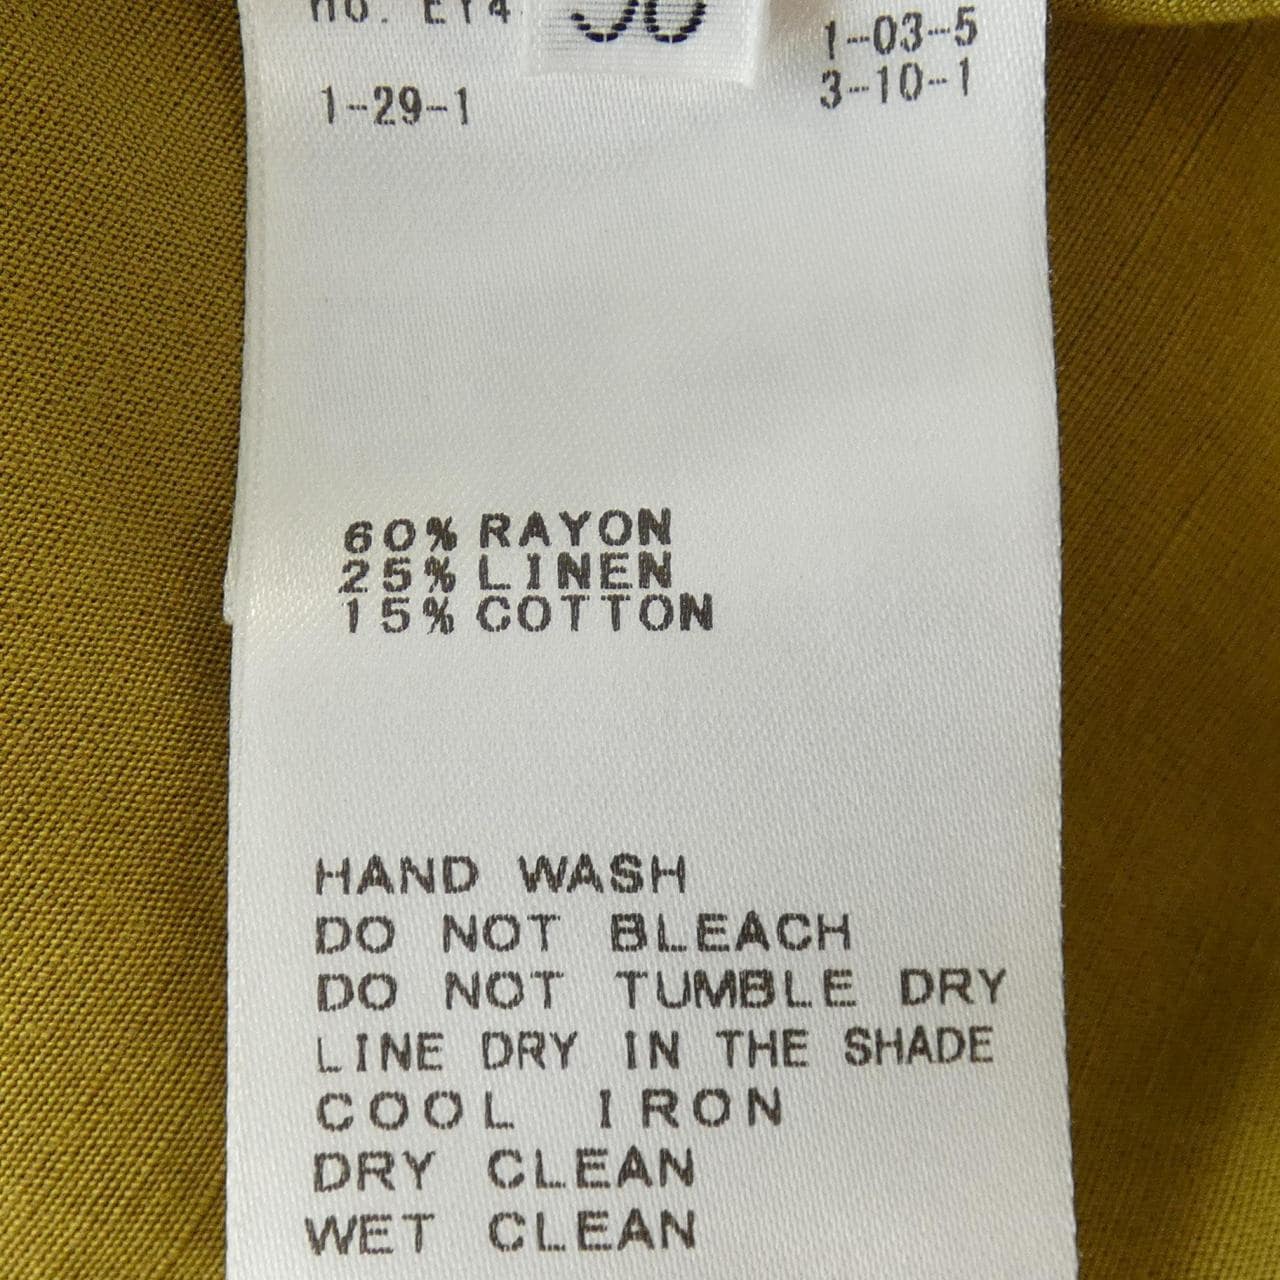 1-03-5
1-29-1
3-10-1
60% RAYON
25% LINEN
15% COTTON
HAND WASH
DO NOT BLEACH
DO NOT TUMBLE DRY
LINE DRY IN THE SHADE
COOL IRON
DRY CLEAN
WET CLEAN